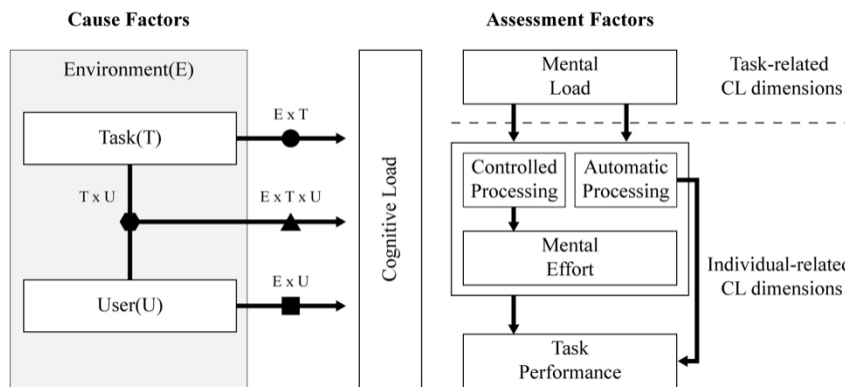 Cause Factors
Environment(E)
Task(T)
E x T
T x U
E x T x U
E x U
User(U)
Cognitive Load
Assessment Factors
Mental
Load
Task-related
CL dimensions
Controlled
Processing
Automatic
Processing
Mental
Effort
Individual-related
CL dimensions
Task
Performance